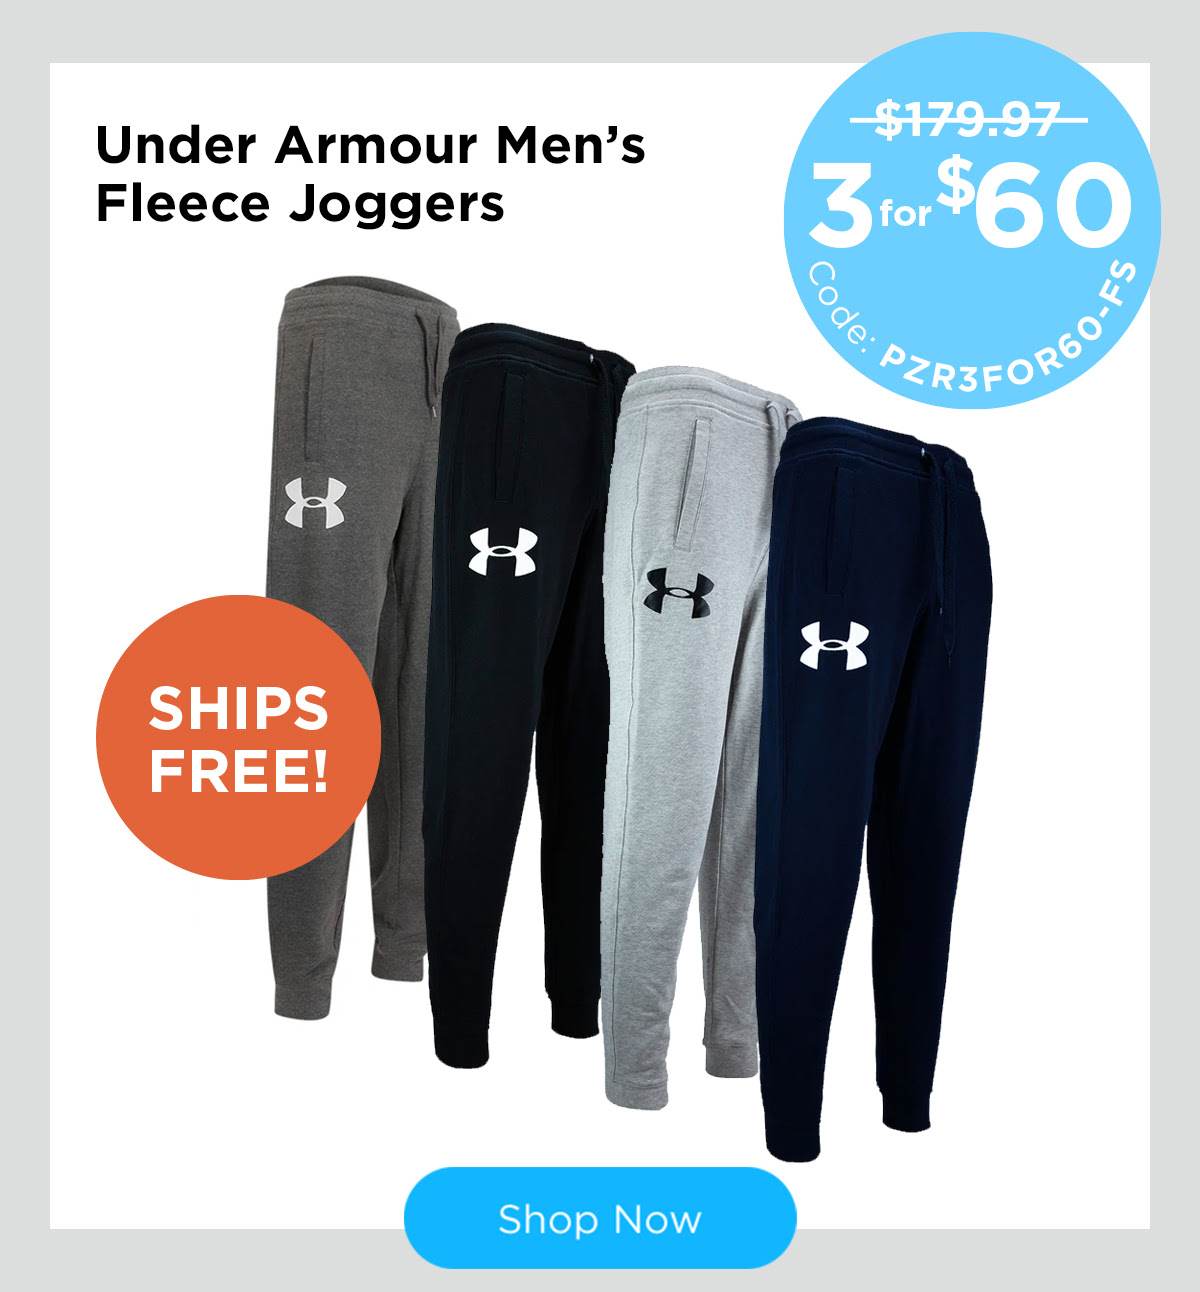 Under Armour Men’s
Fleece Joggers
$179.97
3 for $60
Code: PZR3FOR60-FS
SHIPS
FREE!
Shop Now